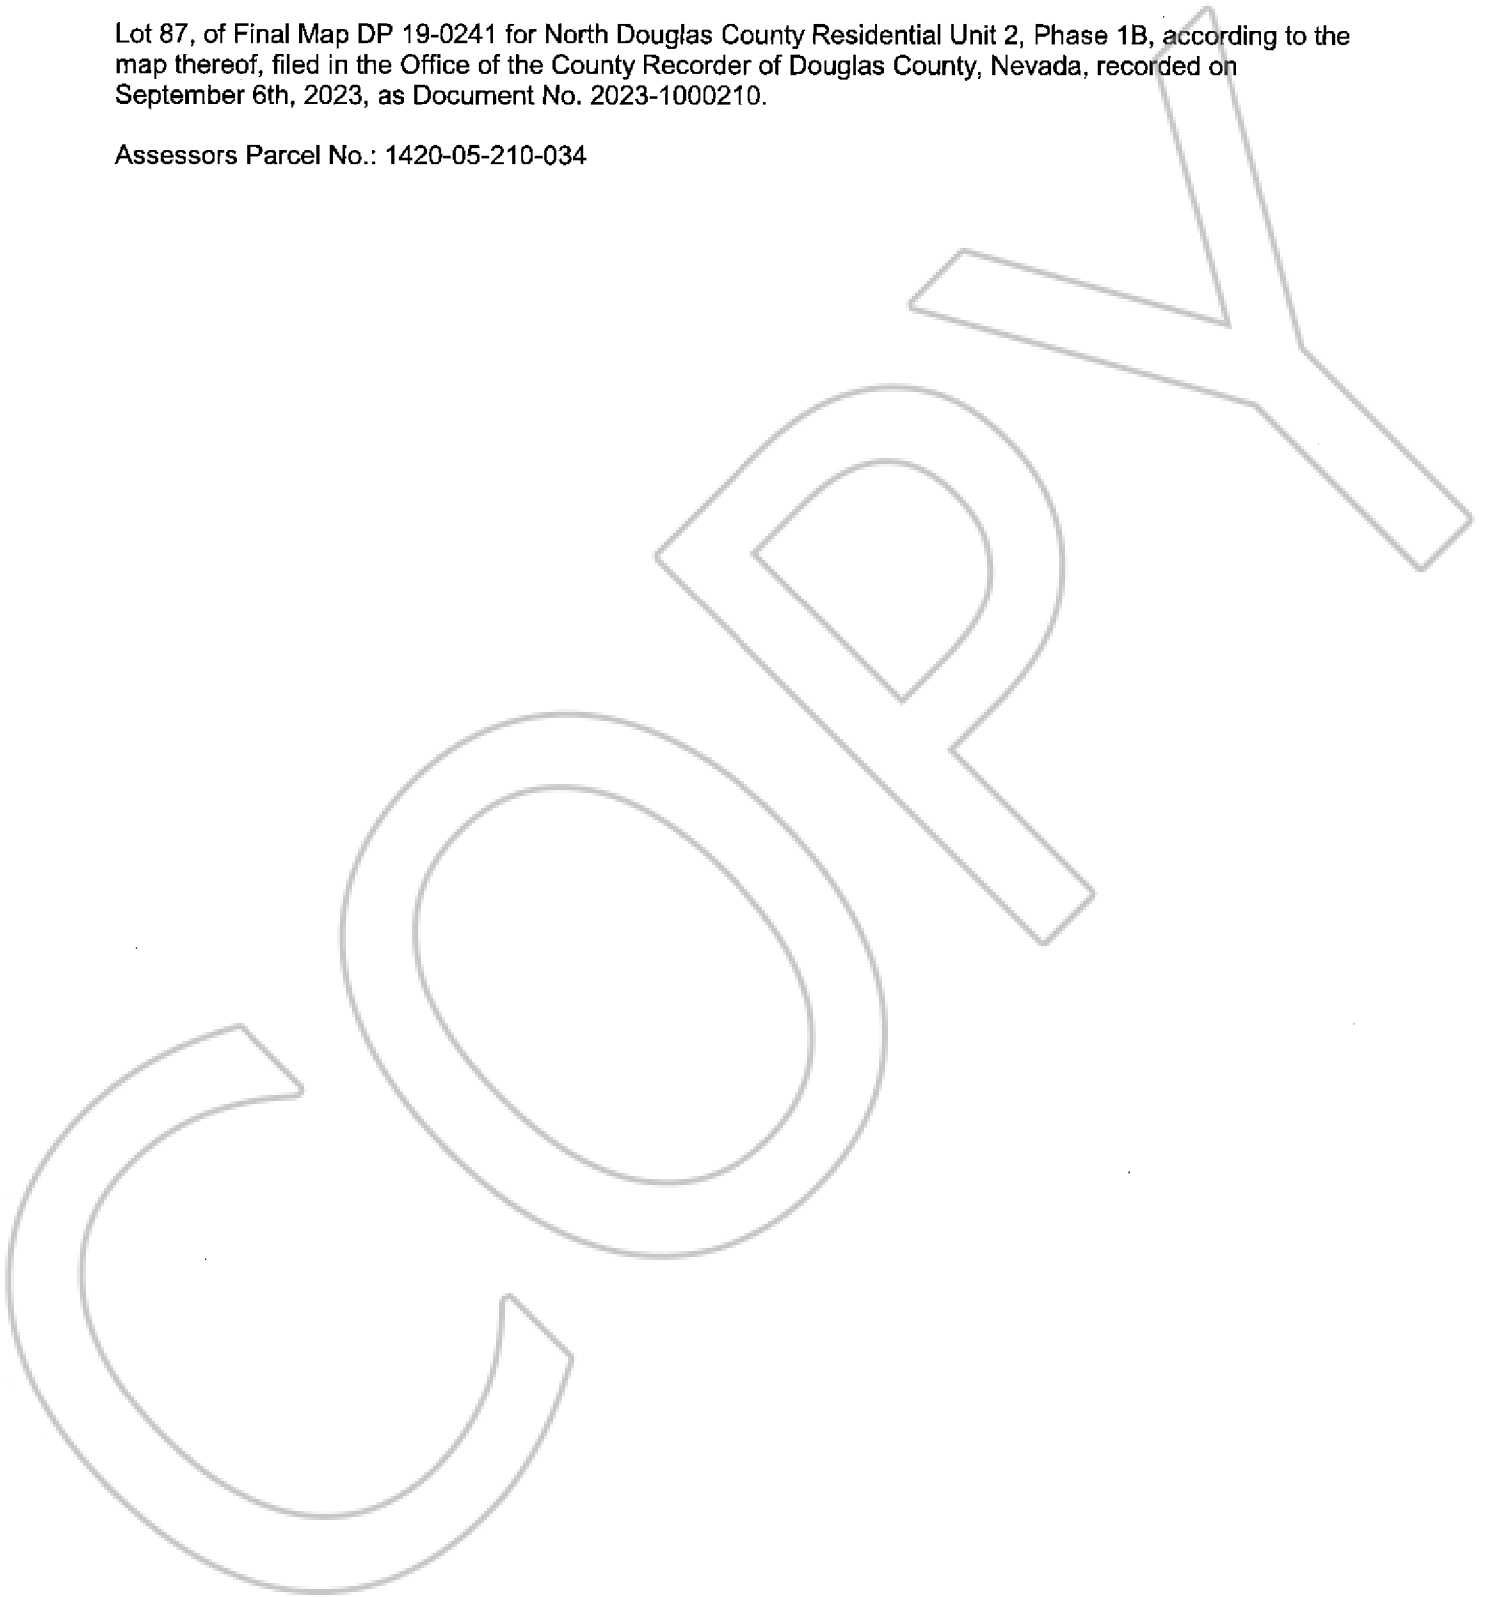 Lot 87, of Final Map DP 19-0241 for North Douglas County Residential Unit 2, Phase 1B, according to the
map thereof, filed in the Office of the County Recorder of Douglas County, Nevada, recorded on
September 6th, 2023, as Document No. 2023-1000210.
Assessors Parcel No.: 1420-05-210-034
COPY